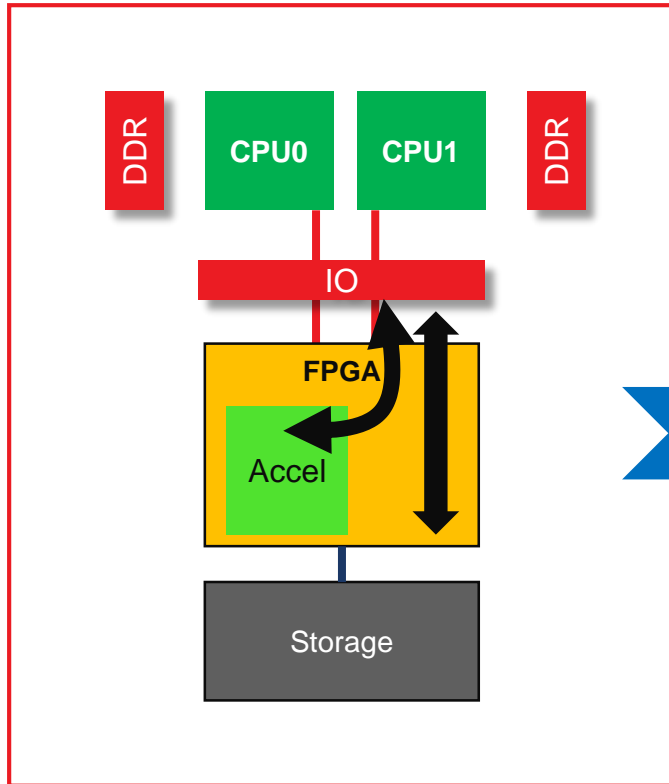 DDR
CPU0
CPU1
DDR
IO
FPGA
Accel
Storage